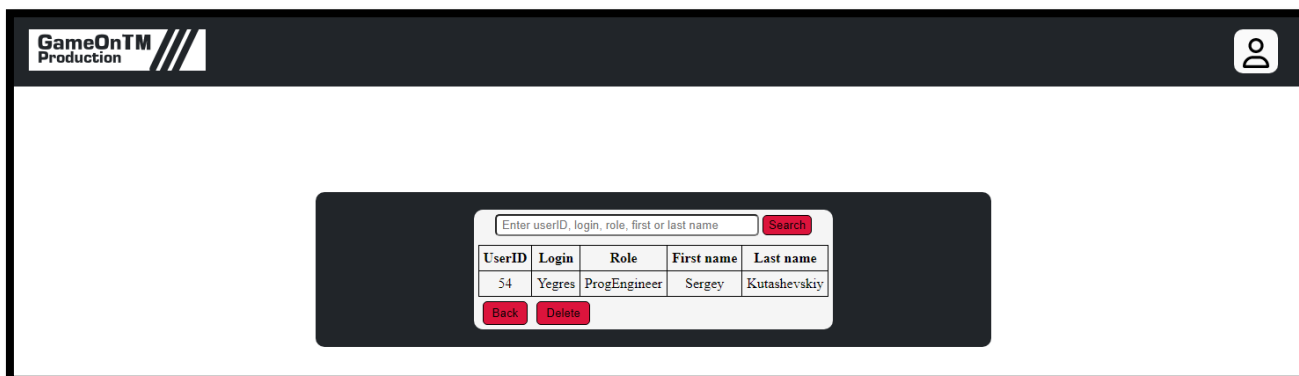 GameOnTM
Production
Enter userID, login, role, first or last name Search
UserID Login Role First name Last name
54 Yegres ProgEngineer Sergey Kutashevskiy
Back Delete